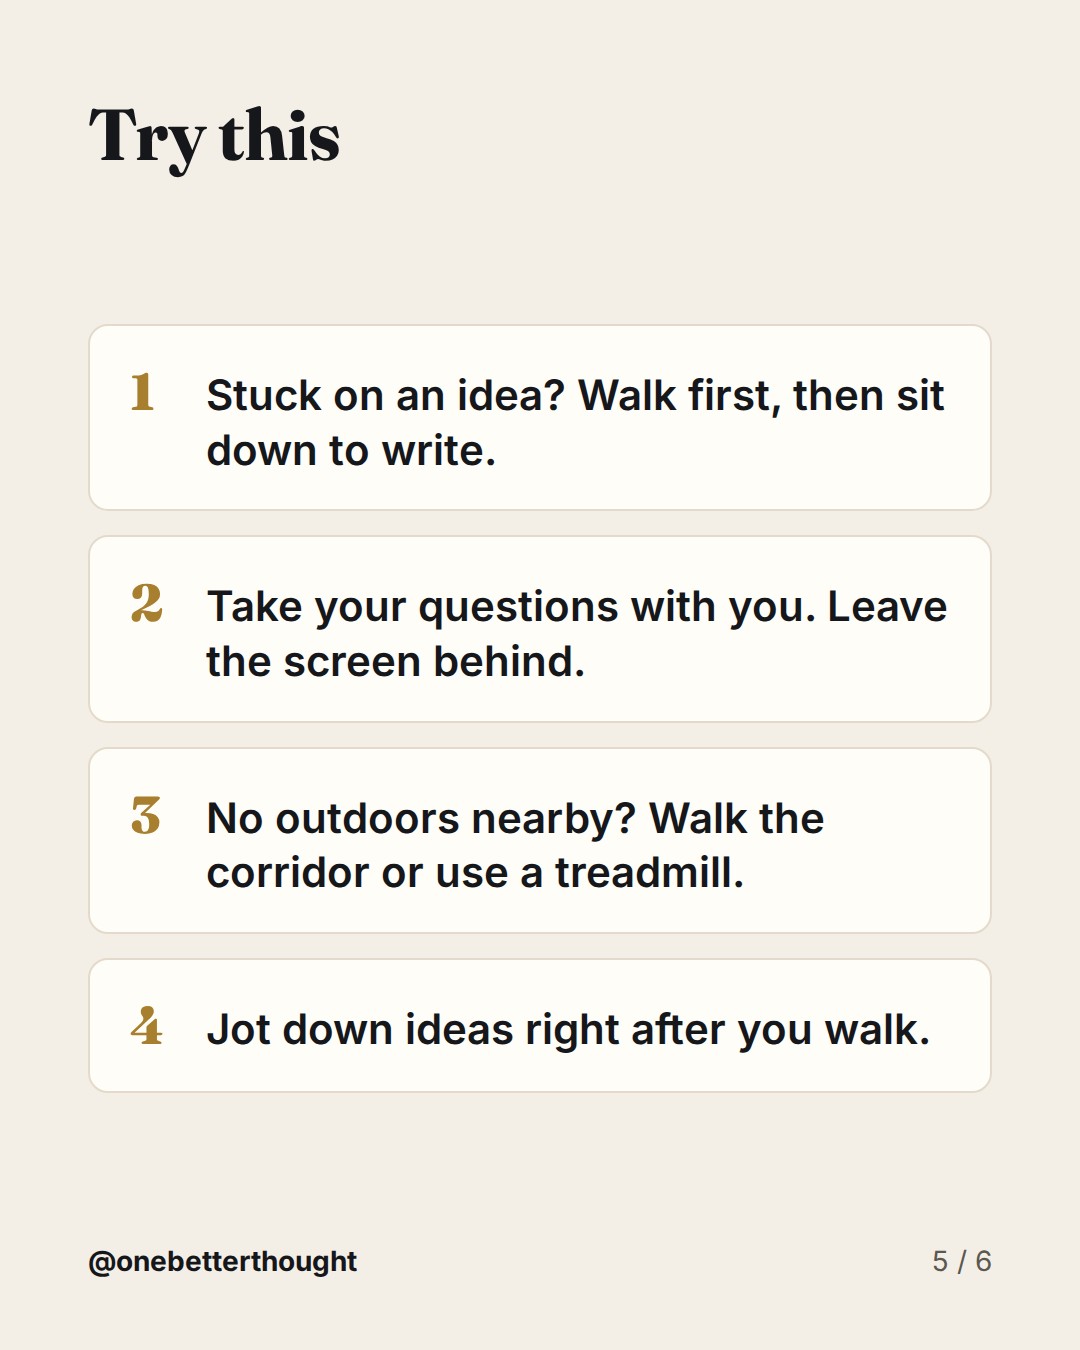 Try this
1 Stuck on an idea? Walk first, then sit
down to write.
2 Take your questions with you. Leave
the screen behind.
3 No outdoors nearby? Walk the
corridor or use a treadmill.
4 Jot down ideas right after you walk.
@onebetterthought 5 / 6